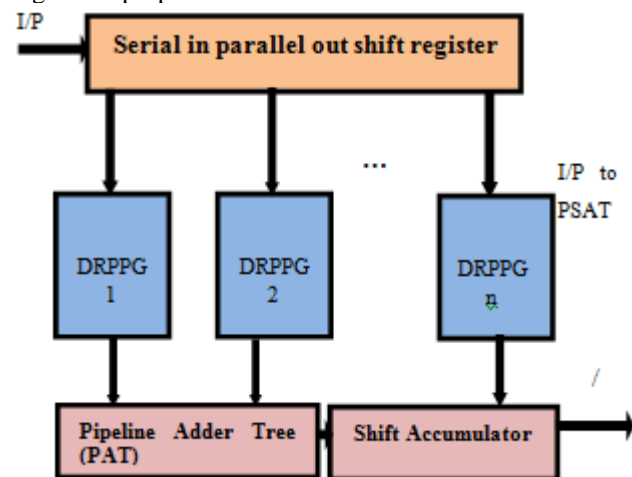 I/P
Serial in parallel out shift register
...
I/P to
PSAT
DRPPG
1
DRPPG
2
DRPPG
n
/
Pipeline Adder Tree
(PAT)
Shift Accumulator